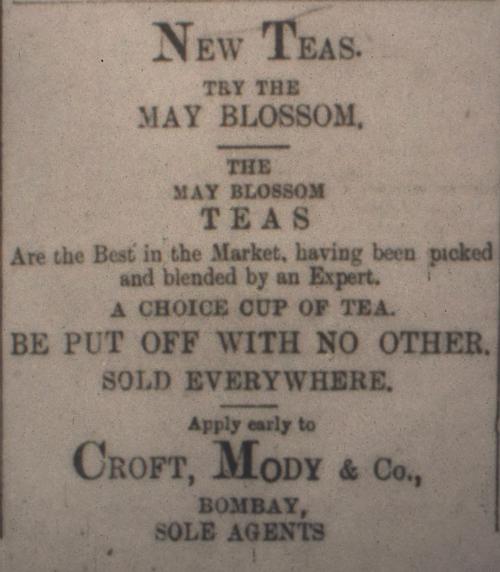 NEW TEAS.
TRY THE
MAY BLOSSOM,
THE
MAY BLOSSOM
TEAS
Are the Best in the Market, having been picked
and blended by an Expert.
A CHOICE CUP OF TEA.
BE PUT OFF WITH NO OTHER.
SOLD EVERYWHERE.
Apply early to
CROFT, MODY & Co.,
BOMBAY,
SOLE AGENTS